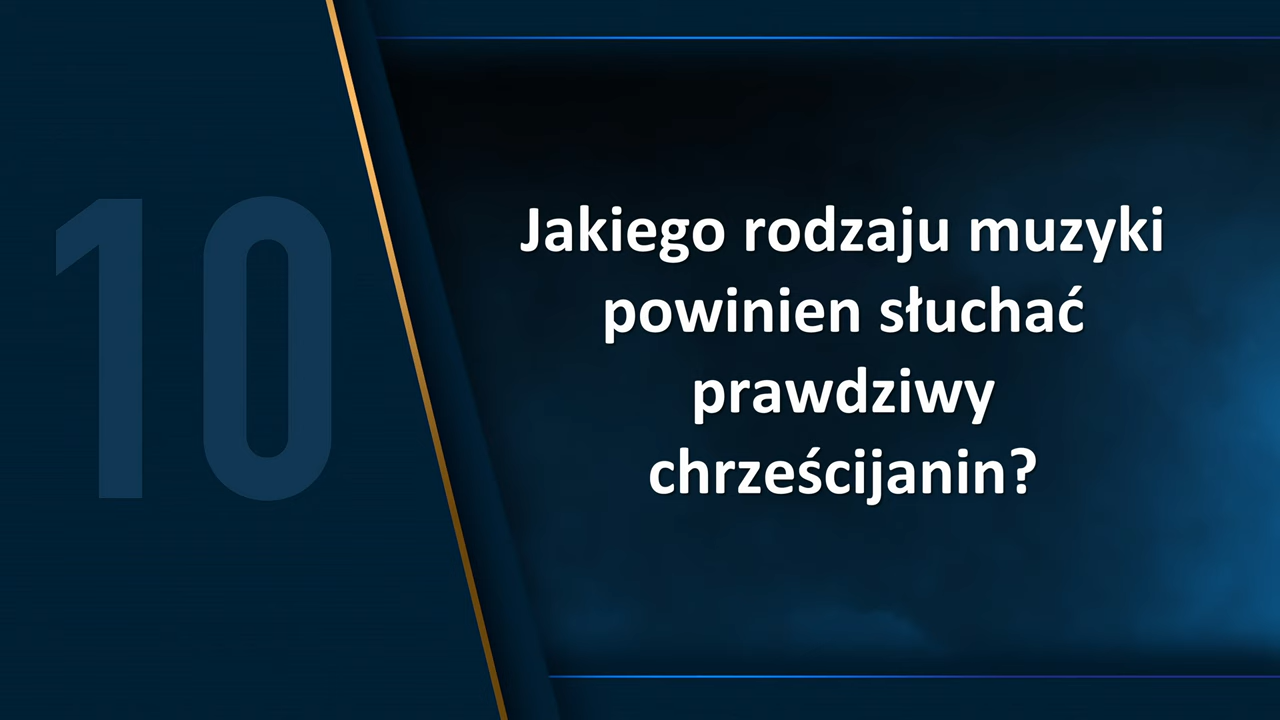 10
Jakiego rodzaju muzyki
powinien słuchać
prawdziwy
chrześcijanin?